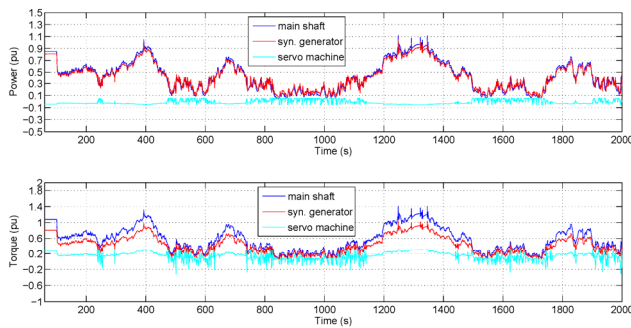 1.5
1.3
1.1
0.9
0.7
0.5
0.3
0.1
-0.1
-0.3
-0.5
Power (pu)
main shaft
syn. generator
servo machine
200 400 600 800 1000 1200 1400 1600 1800 2000
Time (s)
2
1.8
1.4
1
0.6
0.2
-0.2
-0.6
-1
Torque (pu)
main shaft
syn. generator
servo machine
200 400 600 800 1000 1200 1400 1600 1800 2000
Time (s)